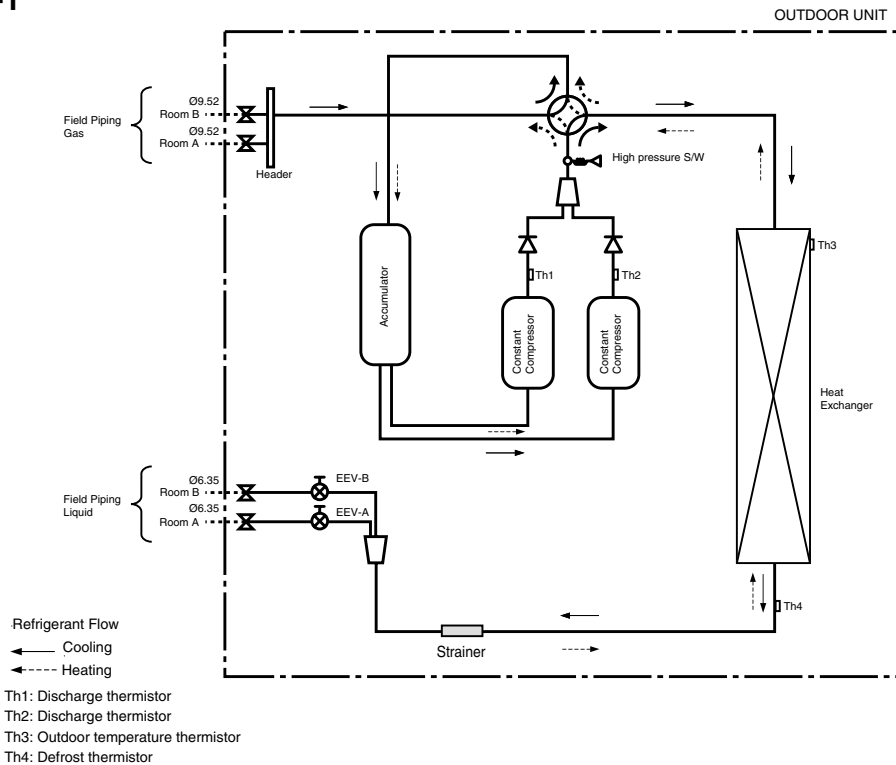 OUTDOOR UNIT
Field Piping
Gas
Ø9.52
Room B
Ø9.52
Room A
Header
High pressure S/W
Accumulator
Th1
Th2
Th3
Constant
Compressor
Constant
Compressor
Heat
Exchanger
Field Piping
Liquid
Ø6.35
Room B
Ø6.35
Room A
EEV-B
EEV-A
Th4
Strainer
Refrigerant Flow
Cooling
Heating
Th1: Discharge thermistor
Th2: Discharge thermistor
Th3: Outdoor temperature thermistor
Th4: Defrost thermistor